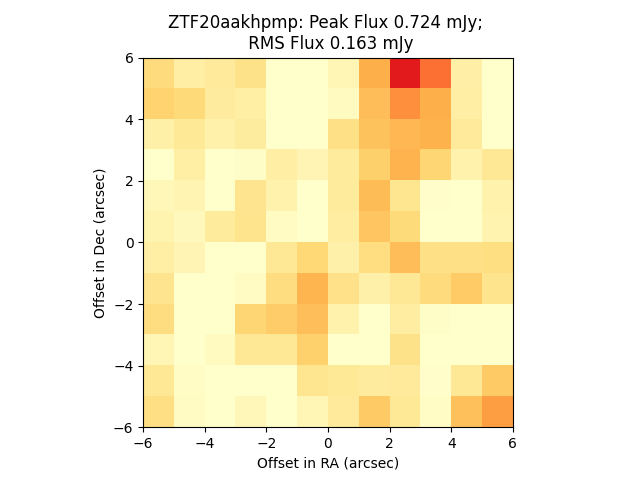 ZTF20aakhpmp: Peak Flux 0.724 mJy;
RMS Flux 0.163 mJy
6
4
2
0
−2
−4
−6
Offset in Dec (arcsec)
−6 −4 −2 0 2 4 6
Offset in RA (arcsec)